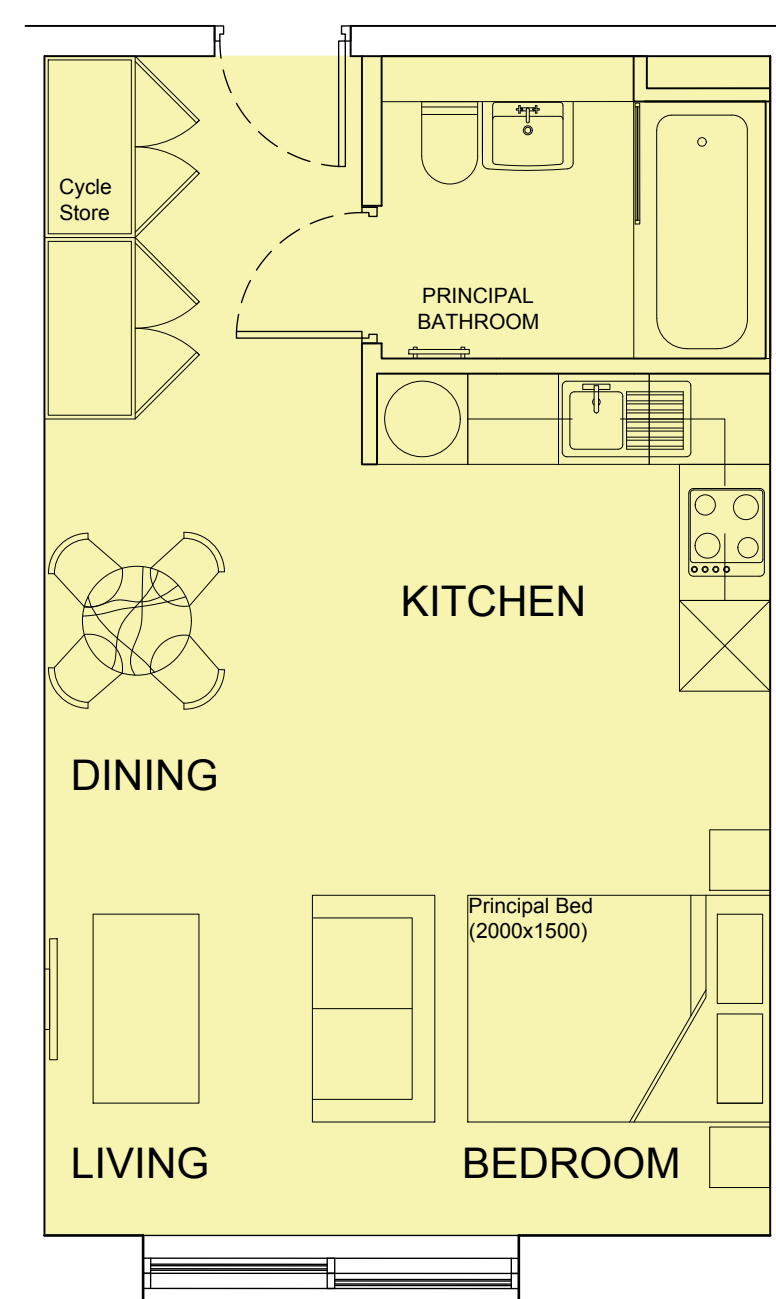 Cycle
Store
PRINCIPAL
BATHROOM
KITCHEN
DINING
Principal Bed
(2000x1500)
LIVING
BEDROOM